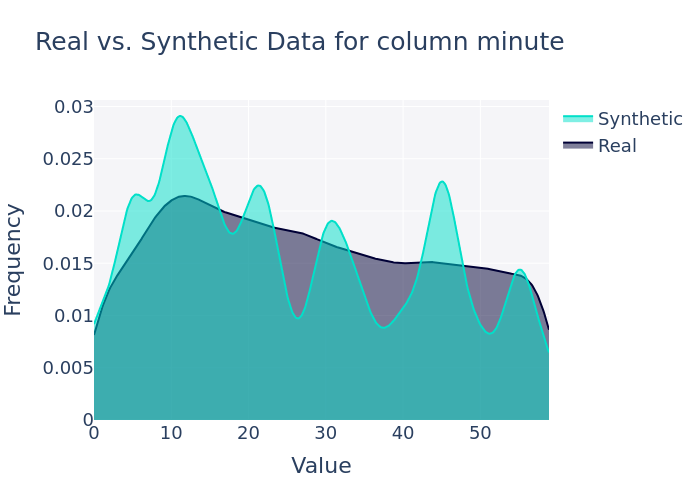 Real vs. Synthetic Data for column minute
Synthetic
Real
Frequency
0.03
0.025
0.02
0.015
0.01
0.005
0
0 10 20 30 40 50
Value